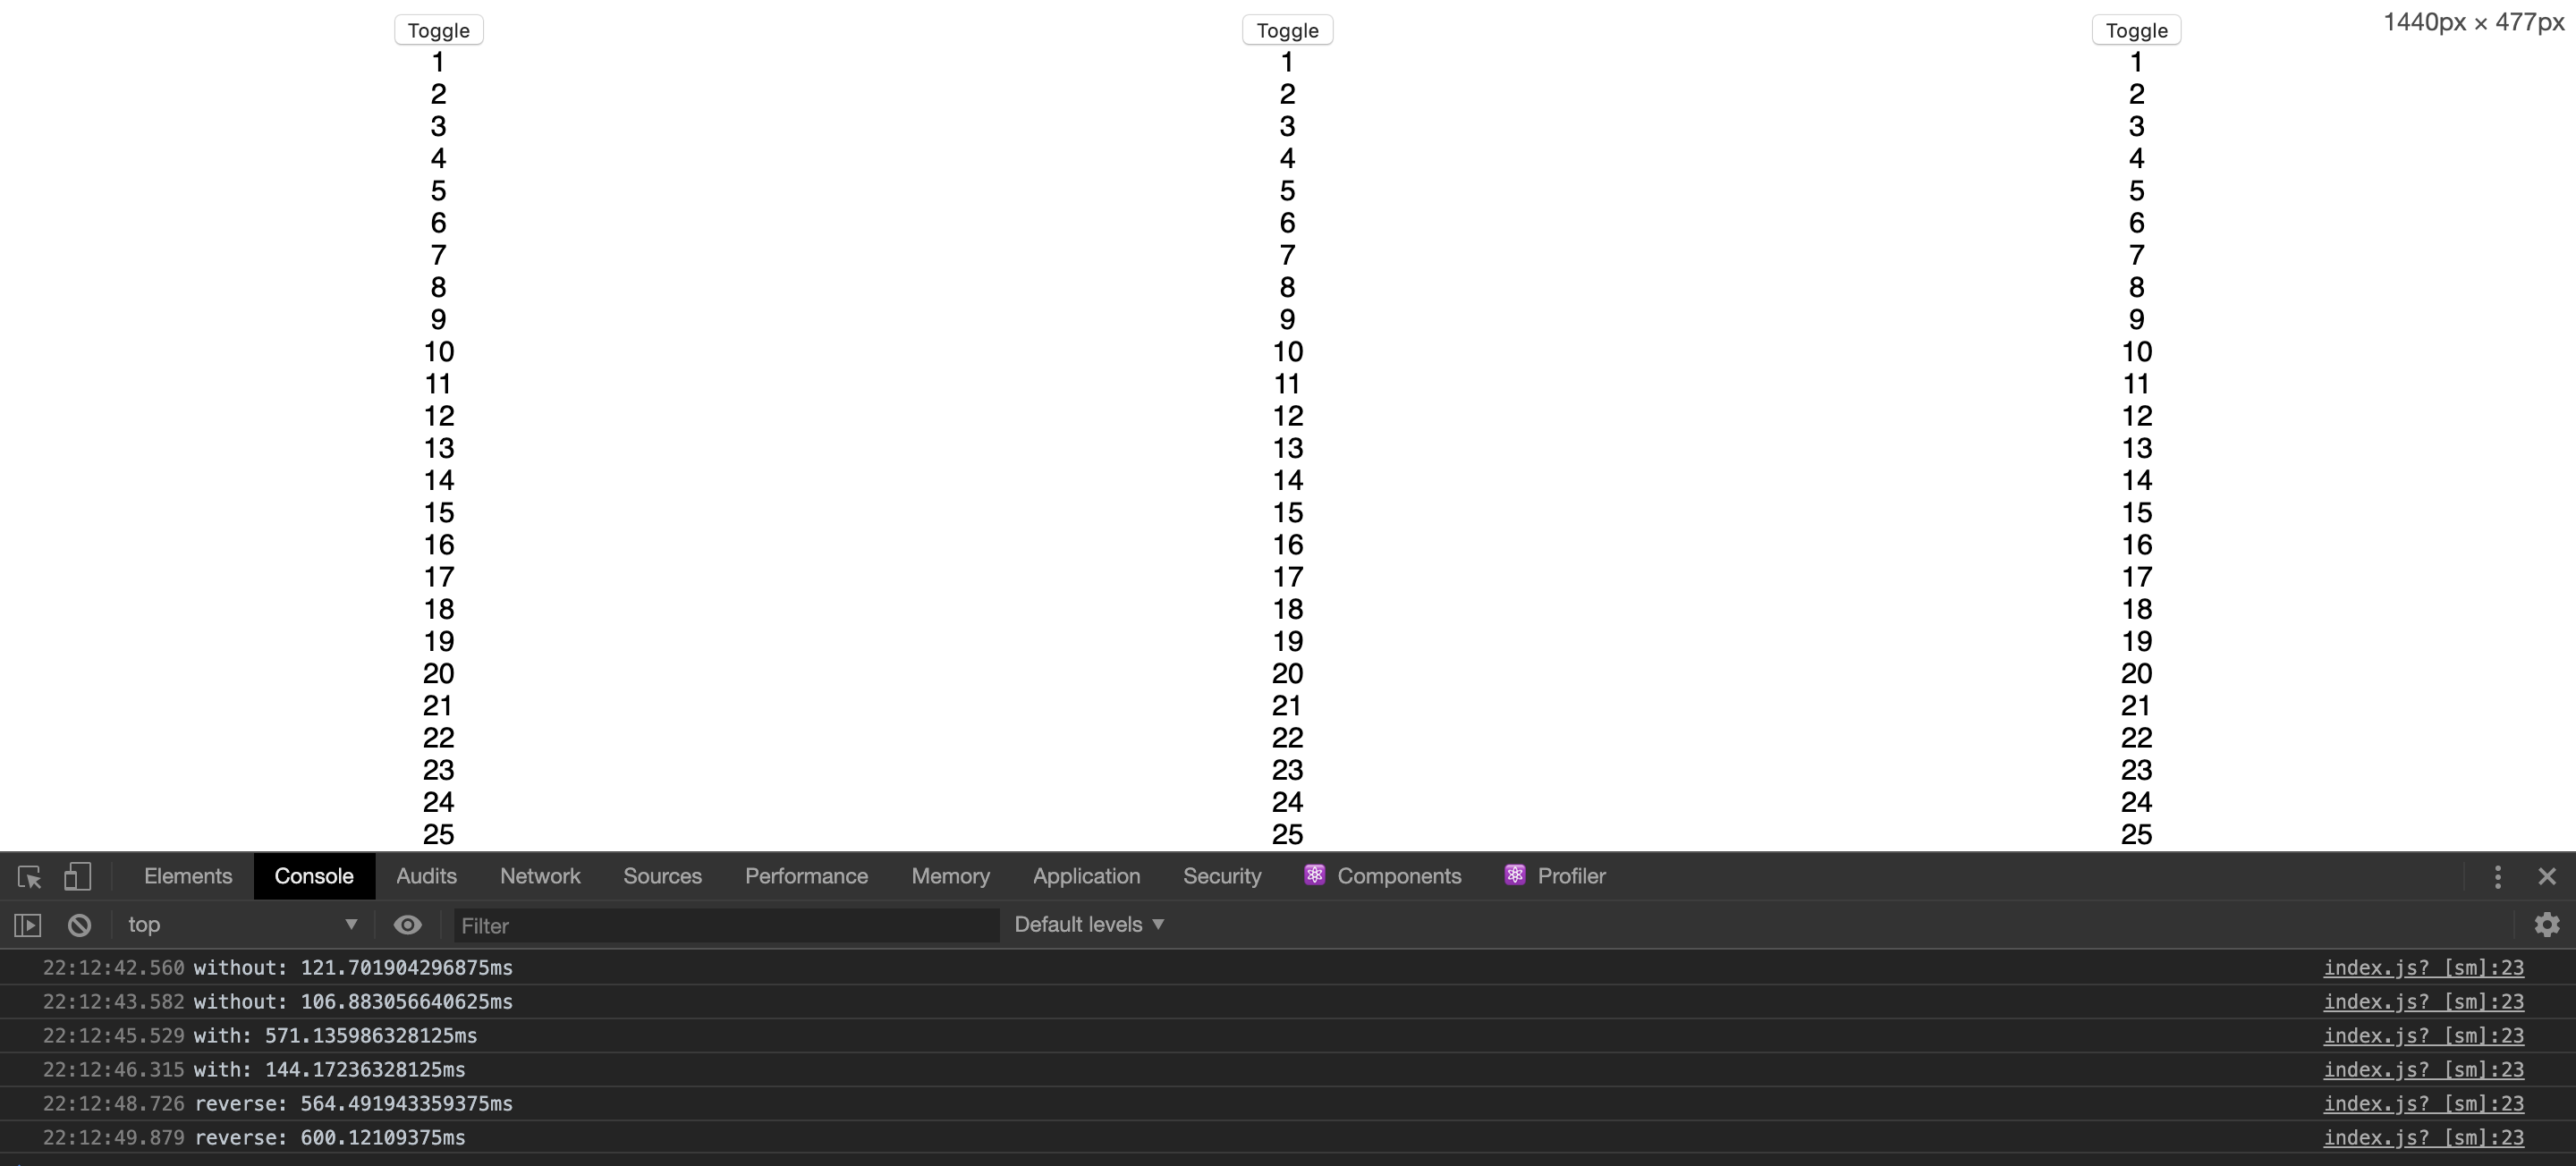 Toggle Toggle Toggle 1440px × 477px
1 1 1
2 2 2
3 3 3
4 4 4
5 5 5
6 6 6
7 7 7
8 8 8
9 9 9
10 10 10
11 11 11
12 12 12
13 13 13
14 14 14
15 15 15
16 16 16
17 17 17
18 18 18
19 19 19
20 20 20
21 21 21
22 22 22
23 23 23
24 24 24
25 25 25
Elements Console Audits Network Sources Performance Memory Application Security Components Profiler
top Filter Default levels
22:12:42.560 without: 121.701904296875ms index.js? [sm]:23
22:12:43.582 without: 106.883056640625ms index.js? [sm]:23
22:12:45.529 with: 571.135986328125ms index.js? [sm]:23
22:12:46.315 with: 144.17236328125ms index.js? [sm]:23
22:12:48.726 reverse: 564.491943359375ms index.js? [sm]:23
22:12:49.879 reverse: 600.12109375ms index.js? [sm]:23